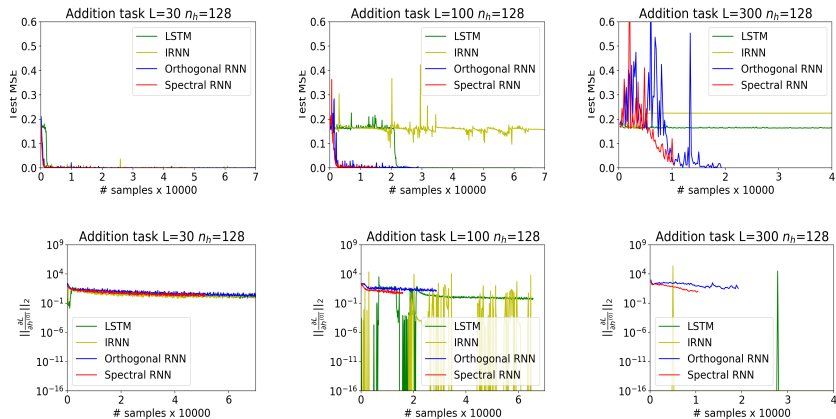 Addition task L=30 n_h=128
Test MSE
0.6
0.5
0.4
0.3
0.2
0.1
0.0
LSTM
IRNN
Orthogonal RNN
Spectral RNN
0 1 2 3 4 5 6 7
# samples x 10000
Addition task L=100 n_h=128
Test MSE
0.6
0.5
0.4
0.3
0.2
0.1
0.0
LSTM
IRNN
Orthogonal RNN
Spectral RNN
0 1 2 3 4 5 6 7
# samples x 10000
Addition task L=300 n_h=128
Test MSE
0.6
0.5
0.4
0.3
0.2
0.1
0.0
LSTM
IRNN
Orthogonal RNN
Spectral RNN
0 1 2 3 4
# samples x 10000
Addition task L=30 n_h=128
||∂L/∂h^(0)||_2
10^9
10^4
10^-1
10^-6
10^-11
10^-16
LSTM
IRNN
Orthogonal RNN
Spectral RNN
0 2 4 6
# samples x 10000
Addition task L=100 n_h=128
||∂L/∂h^(0)||_2
10^9
10^4
10^-1
10^-6
10^-11
10^-16
LSTM
IRNN
Orthogonal RNN
Spectral RNN
0 2 4 6
# samples x 10000
Addition task L=300 n_h=128
||∂L/∂h^(0)||_2
10^9
10^4
10^-1
10^-6
10^-11
10^-16
LSTM
IRNN
Orthogonal RNN
Spectral RNN
0 1 2 3 4
# samples x 10000